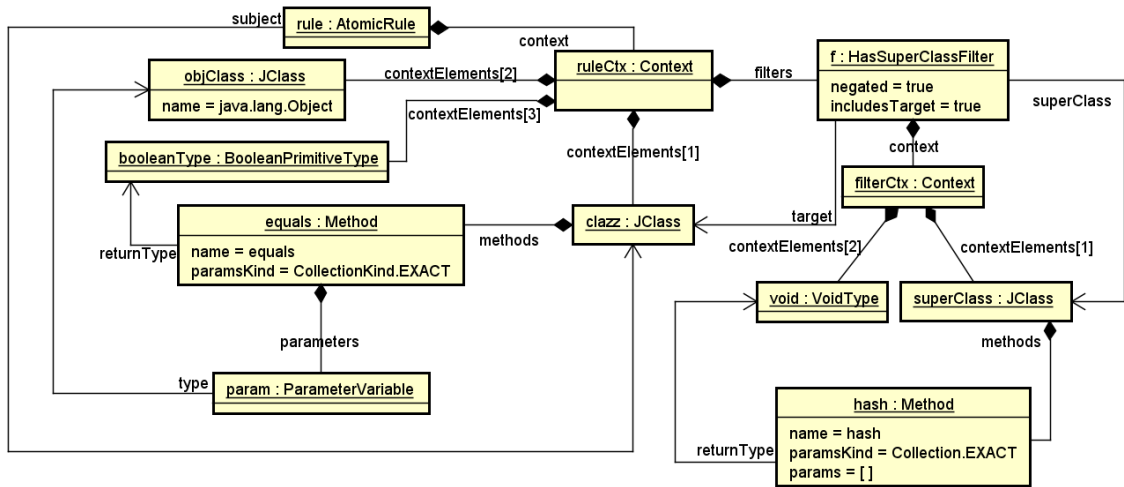 subject
rule : AtomicRule
context
objClass : JClass
name = java.lang.Object
contextElements[2]
ruleCtx : Context
filters
f : HasSuperClassFilter
negated = true
includesTarget = true
superClass
contextElements[3]
booleanType : BooleanPrimitiveType
contextElements[1]
context
filterCtx : Context
equals : Method
name = equals
paramsKind = CollectionKind.EXACT
returnType
methods
clazz : JClass
target
contextElements[2]
contextElements[1]
void : VoidType
superClass : JClass
parameters
methods
type
param : ParameterVariable
hash : Method
name = hash
paramsKind = Collection.EXACT
params = [ ]
returnType